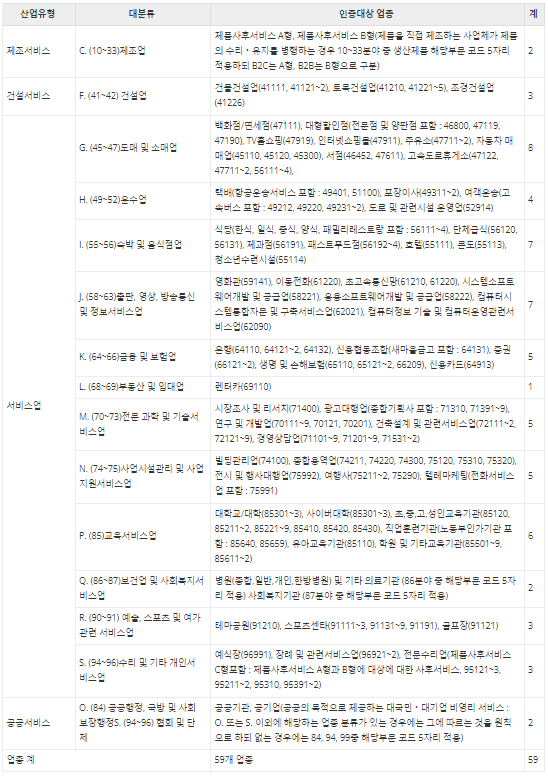 산업유형 대분류 인증대상 업종 계
제조서비스 C. (10~33)제조업 제품사후서비스 A형, 제품사후서비스 B형(제품을 직접 제조하는 사업체가 제품
의 수리・유지를 병행하는 경우 10~33분야 중 생산제품 해당부문 코드 5자리
적용하되 B2C는 A형, B2B는 B형으로 구분) 2
건설서비스 F. (41~42) 건설업 건물건설업(41111, 41121~2), 토목건설업(41210, 41221~5), 조경건설업
(41226) 3
서비스업
G. (45~47)도매 및 소매업 백화점/면세점(47111), 대형할인점(전문점 및 양판점 포함 : 46800, 47119,
47190), TV홈쇼핑(47919), 인터넷쇼핑몰(47911), 주유소(47711~2), 자동차 매
매업(45110, 45120, 45300), 서점(46452, 47611), 고속도로휴게소(47122,
47711~2, 56111~4), 8
H. (49~52)운수업 택배(항공운송서비스 포함 : 49401, 51100), 포장이사(49311~2), 여객운송(고
속버스 포함 : 49212, 49220, 49231~2), 도로 및 관련시설 운영업(52914) 4
I. (55~56)숙박 및 음식점업 식당(한식, 일식, 중식, 양식, 패밀리레스토랑 포함 : 56111~4), 단체급식(56120,
56131), 제과점(56191), 패스트푸드점(56192~4), 호텔(55111), 콘도(55113),
청소년수련시설(55114) 7
J. (58~63)출판, 영상, 방송통신
및 정보서비스업 영화관(59141), 이동전화(61220), 초고속통신망(61210, 61220), 시스템소프트
웨어개발 및 공급업(58221), 응용소프트웨어개발 및 공급업(58222), 컴퓨터시
스템통합자문 및 구축서비스업(62021), 컴퓨터정보 기술 및 컴퓨터운영관련서
비스업(62090) 7
K. (64~66)금융 및 보험업 은행(64110, 64121~2, 64132), 신용협동조합(새마을금고 포함 : 64131), 증권
(66121~2), 생명 및 손해보험(65110, 65121~2, 66209), 신용카드(64913) 5
L. (68~69)부동산 및 임대업 렌터카(69110) 1
M. (70~73)전문 과학 및 기술서
비스업 시장조사 및 리서치(71400), 광고대행업(종합기획사 포함 : 71310, 71391~9),
연구 및 개발업(70111~9, 70121, 70201), 건축설계 및 관련서비스업(72111~2,
72121~9), 경영상담업(71101~9, 71201~9, 71531~2) 5
N. (74~75)사업시설관리 및 사업
지원서비스업 빌딩관리업(74100), 종합용역업(74211, 74220, 74300, 75120, 75310, 75320),
전시 및 행사대행업(75992), 여행사(75211~2, 75290), 텔레마케팅(전화서비스
업 포함 : 75991) 5
P. (85)교육서비스업 대학교/대학(85301~3), 사이버대학(85301~3), 초,중,고,성인교육기관(85120,
85211~2, 85221~9, 85410, 85420, 85430), 직업훈련기관(노동부인가기관 포
함 : 85640, 85659), 유아교육기관(85110), 학원 및 기타교육기관(85501~9,
85611~2) 6
Q. (86~87)보건업 및 사회복지서
비스업 병원(종합,일반,개인,한방병원) 및 기타 의료기관 (86분야 중 해당부문 코드 5자
리 적용) 사회복지기관 (87분야 중 해당부문 코드 5자리 적용) 2
R. (90~91) 예술, 스포츠 및 여가
관련 서비스업 테마공원(91210), 스포츠센타(91111~3, 91131~9, 91191), 골프장(91121) 3
S. (94~96)수리 및 기타 개인서
비스업 예식장(96991), 장례 및 관련서비스업(96921~2), 전문수리업(제품사후서비스
C형포함 : 제품사후서비스 A형과 B형에 대상에 대한 사후서비스, 95121~3,
95211~2, 95310, 95391~2) 3
공공서비스 O. (84) 공공행정, 국방 및 사회
보장행정S. (94~96) 협회 및 단
체 공공기관, 공기업(공공의 목적으로 제공하는 대국민・대기업 비영리 서비스 :
O. 또는 S. 이외에 해당하는 업종 분류가 있는 경우에는 그에 따르는 것을 원칙
으로 하되 없는 경우에는 84, 94, 99중 해당부문 코드 5자리 적용) 2
업종 계 59개 업종 59